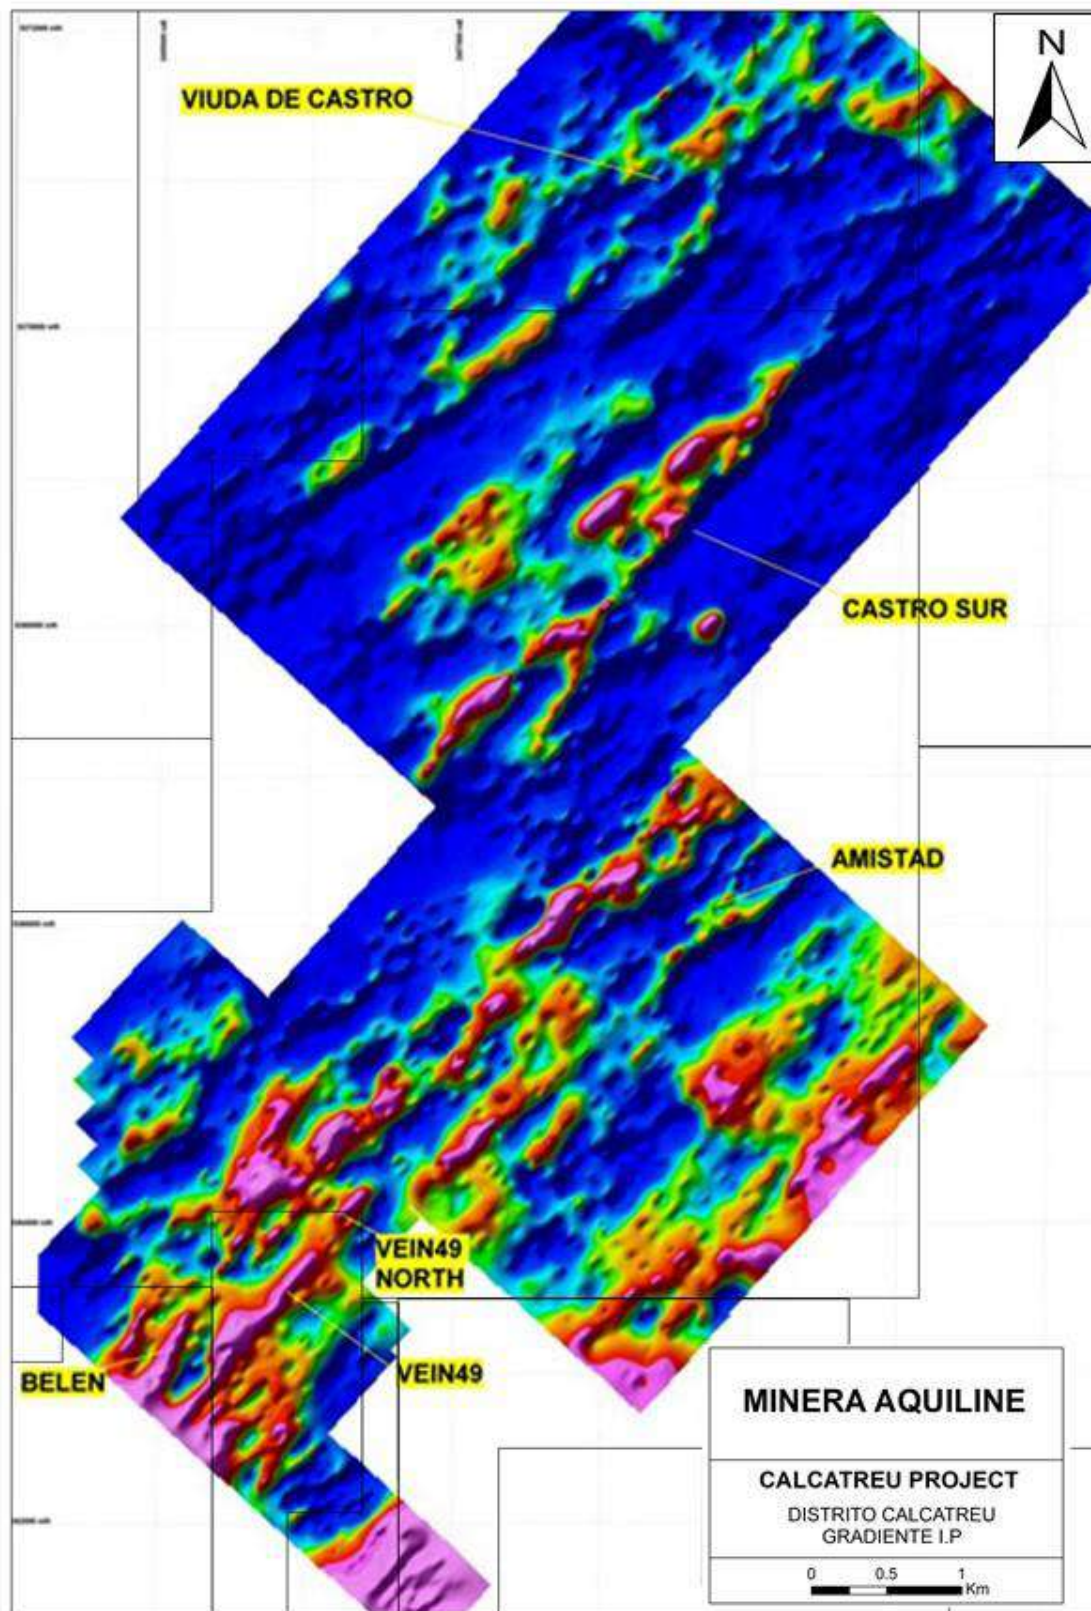 N
VIUDA DE CASTRO
CASTRO SUR
AMISTAD
VEIN49
NORTH
VEIN49
BELEN
MINERA AQUILINE
CALCATREU PROJECT
DISTRITO CALCATREU
GRADIENTE I.P
0 0.5 1
Km